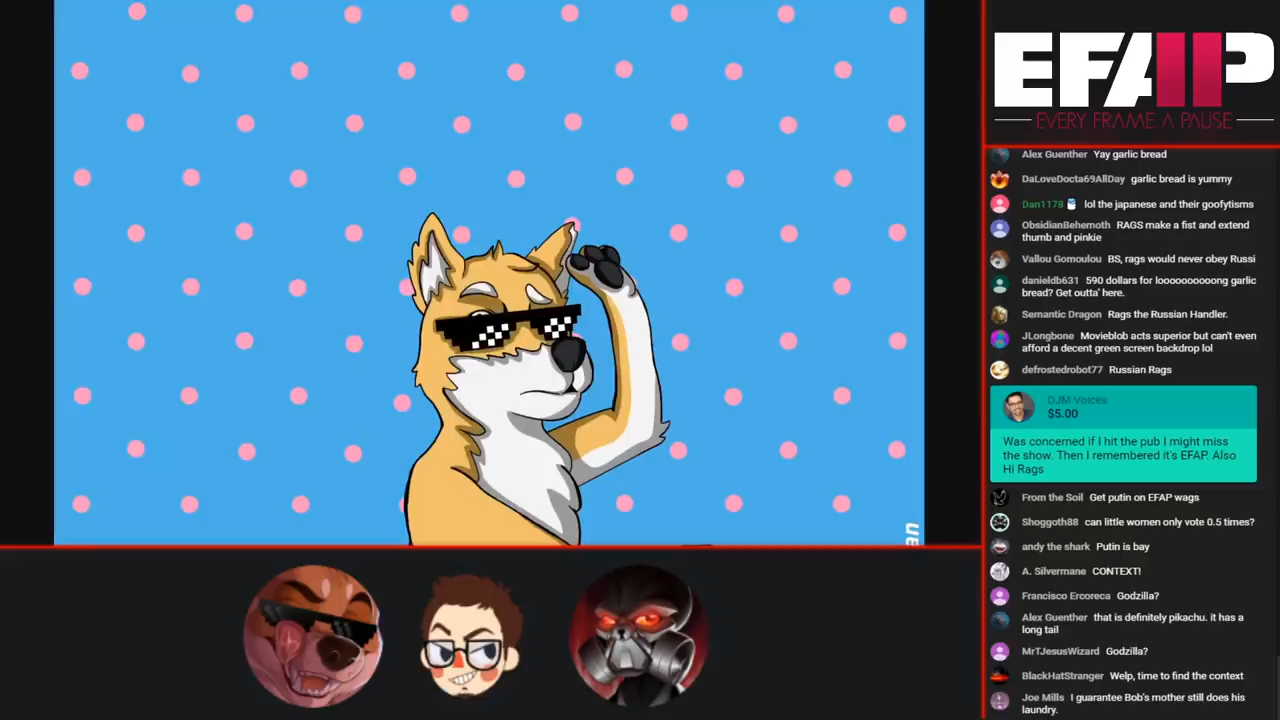 EFAP
EVERY FRAME A PAUSE
Alex Guenther Yay garlic bread
DaLoveDocta69AllDay garlic bread is yummy
Dan1178 lol the japanese and their goofytisms
ObsidianBehemoth RAGS make a fist and extend
thumb and pinkie
Vallou Gomoulou BS, rags would never obey Russi
danieldb631 590 dollars for looooooooong garlic
bread? Get outta' here.
Semantic Dragon Rags the Russian Handler.
JLongbone Movieblob acts superior but can't even
afford a decent green screen backdrop lol
defrostedrobot77 Russian Rags
DJM Voices
$5.00
Was concerned if I hit the pub I might miss
the show. Then I remembered it's EFAP. Also
Hi Rags
From the Soil Get putin on EFAP wags
Shoggoth88 can little women only vote 0.5 times?
andy the shark Putin is bay
A. Silvermane CONTEXT!
Francisco Ercoreca Godzilla?
Alex Guenther that is definitely pikachu. it has a
long tail
MrTJesusWizard Godzilla?
BlackHatStranger Welp, time to find the context
Joe Mills I guarantee Bob's mother still does his
laundry.
an